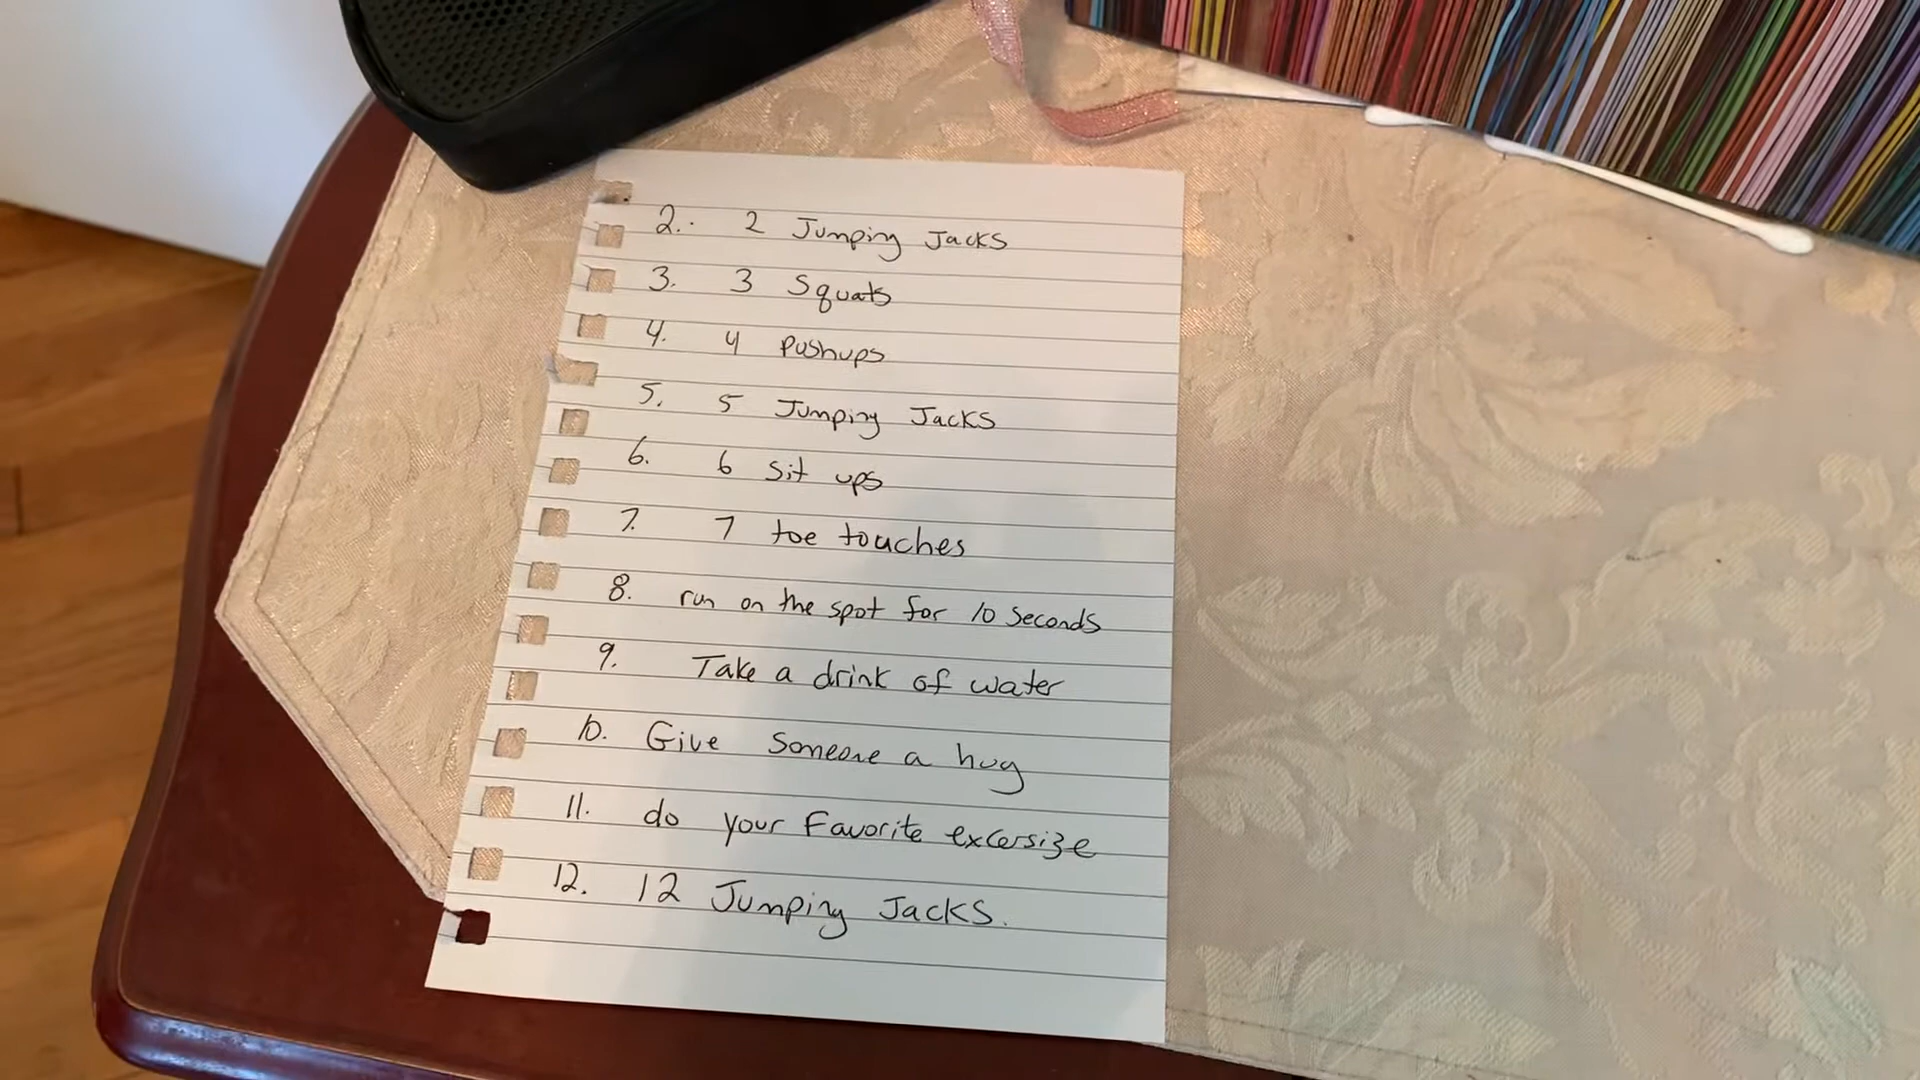 2. 2 Jumping Jacks
3. 3 Squats
4. 4 pushups
5. 5 Jumping Jacks
6. 6 sit ups
7. 7 toe touches
8. run on the spot for 10 seconds
9. Take a drink of water
10. Give someone a hug
11. do your favorite excersize
12. 12 Jumping Jacks.